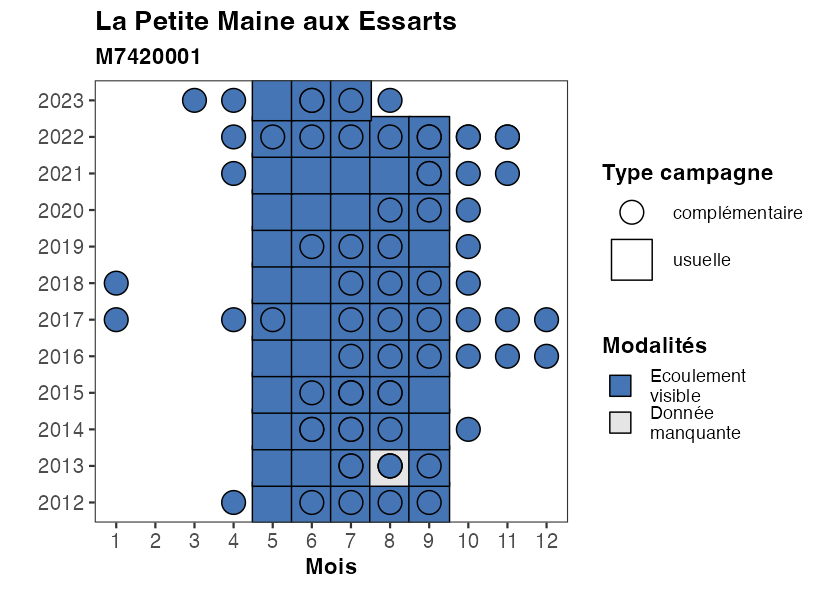 La Petite Maine aux Essarts
M7420001
2023
2022
2021
2020
2019
2018
2017
2016
2015
2014
2013
2012
1 2 3 4 5 6 7 8 9 10 11 12
Mois
Type campagne
complémentaire
usuelle
Modalités
Ecoulement
visible
Donnée
manquante